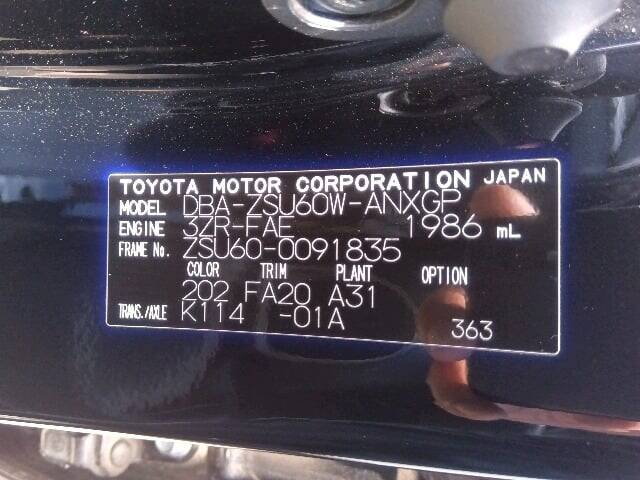 TOYOTA MOTOR CORPORATION JAPAN
MODEL DBA-ZSU60W-ANXGP
ENGINE 3ZR-FAE 1986 mL
FRAME No. ZSU60-0091835
COLOR TRIM PLANT OPTION
202 FA20 A31
TRANS./AXLE K114 -01A 363